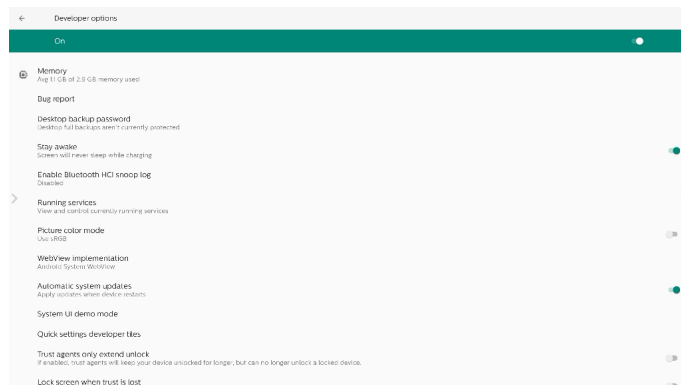 Developer options
On
Memory
Avg 1.1 GB of 2.9 GB memory used
Bug report
Desktop backup password
Desktop full backups aren't currently protected
Stay awake
Screen will never sleep while charging
Enable Bluetooth HCI snoop log
Disabled
Running services
View and control currently running services
Picture color mode
Use sRGB
WebView implementation
Android System WebView
Automatic system updates
Apply updates when device restarts
System UI demo mode
Quick settings developer tiles
Trust agents only extend unlock
If enabled, trust agents will keep your device unlocked for longer, but can no longer unlock a locked device.
Lock screen when trust is lost